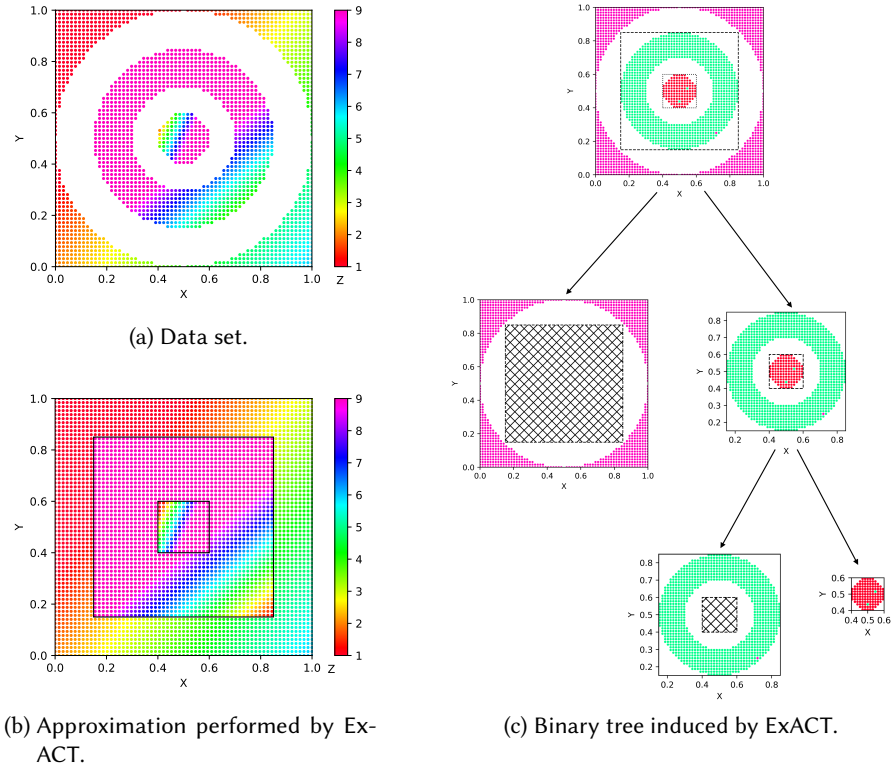 1.0
0.8
0.6
0.4
0.2
0.0
Y
0.0 0.2 0.4 0.6 0.8 1.0
X
9
8
7
6
5
4
3
2
1
Z
(a) Data set.
1.0
0.8
0.6
0.4
0.2
0.0
Y
0.0 0.2 0.4 0.6 0.8 1.0
X
9
8
7
6
5
4
3
2
1
Z
(b) Approximation performed by Ex-
ACT.
1.0
0.8
0.6
0.4
0.2
0.0
Y
0.0 0.2 0.4 0.6 0.8 1.0
X
1.0
0.8
0.6
0.4
0.2
0.0
Y
0.0 0.2 0.4 0.6 0.8 1.0
X
0.8
0.7
0.6
0.5
0.4
0.3
0.2
Y
0.2 0.4 0.6 0.8
X
0.8
0.7
0.6
0.5
0.4
0.3
0.2
Y
0.2 0.4 0.6 0.8
X
0.6
0.5
0.4
Y
0.4 0.5 0.6
X
(c) Binary tree induced by ExACT.